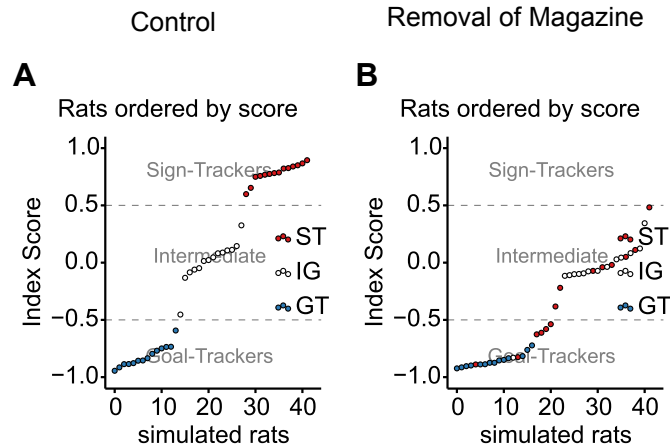 Control
Removal of Magazine
A
B
Rats ordered by score
Rats ordered by score
Index Score
1.0
0.5
0.0
−0.5
−1.0
Sign-Trackers
Intermediate
Goal-Trackers
ST
IG
GT
0
10
20
30
40
simulated rats
1.0
0.5
0.0
−0.5
−1.0
Index Score
Sign-Trackers
Intermediate
Goal-Trackers
ST
IG
GT
0
10
20
30
40
simulated rats